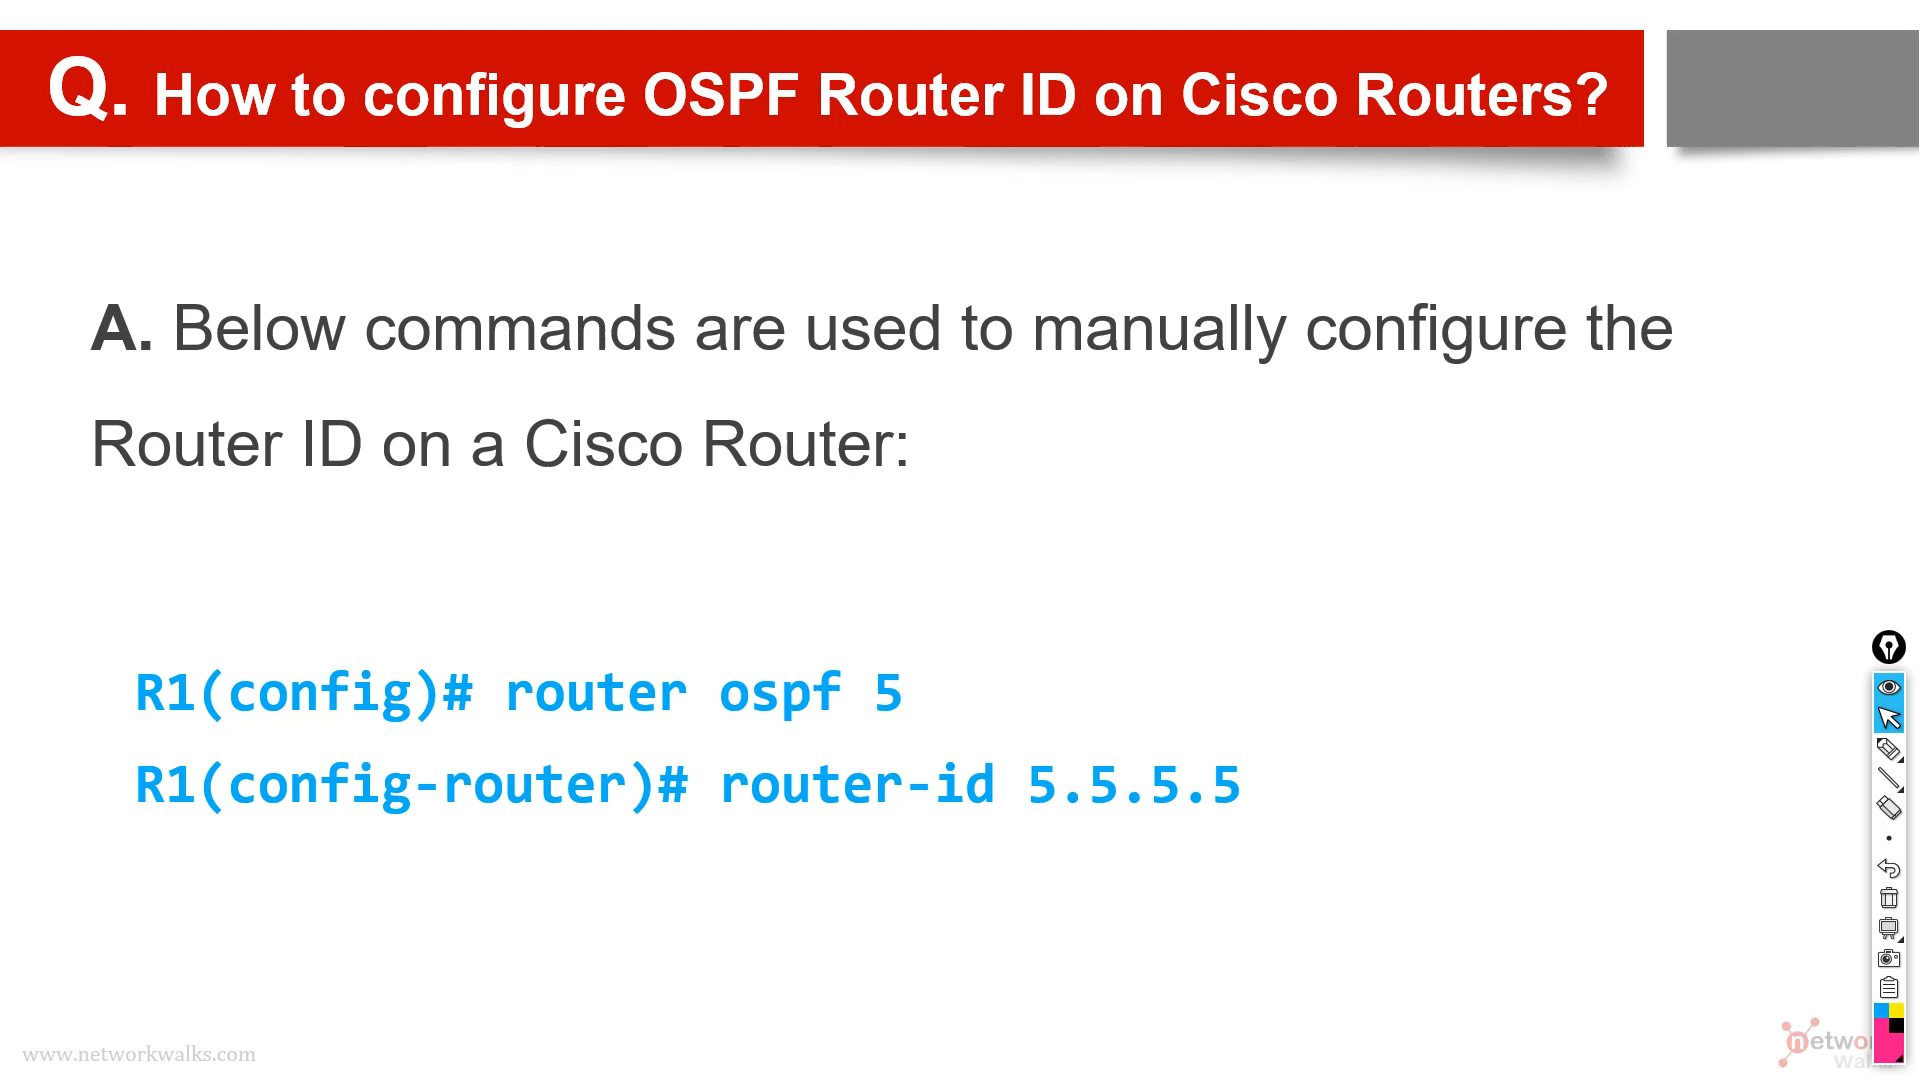 Q. How to configure OSPF Router ID on Cisco Routers?
A. Below commands are used to manually configure the
Router ID on a Cisco Router:
R1(config)# router ospf 5
R1(config-router)# router-id 5.5.5.5
www.networkwalks.com